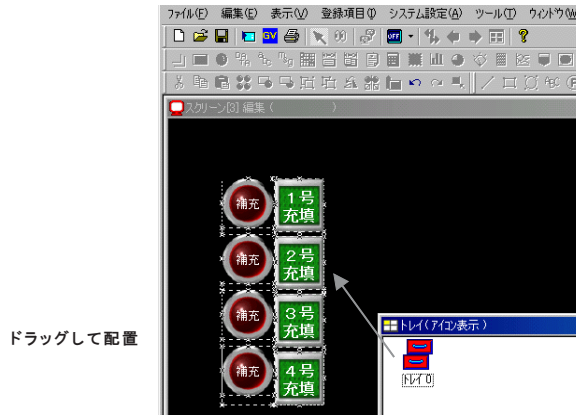 ファイル(F) 編集(E) 表示(V) 登録項目(I) システム設定(A) ツール(T) ウィンドウ(W
GV
OFF
スクリーン[3] 編集 ( )
補充 1号
充填
補充 2号
充填
補充 3号
充填
補充 4号
充填
トレイ(アイコン表示)
トレイ0
ドラッグして配置